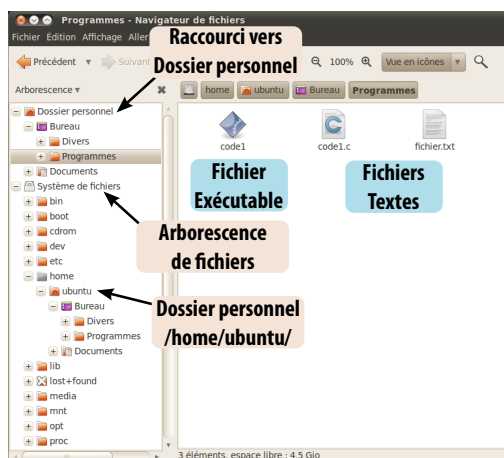 Programmes - Navigateur de fichiers
Fichier Édition Affichage Aller
Raccourci vers
Dossier personnel
Précédent
Suivant
100%
Vue en icônes
Arborescence
home
ubuntu
Bureau
Programmes
Dossier personnel
Bureau
Divers
Programmes
Documents
Système de fichiers
bin
boot
cdrom
dev
etc
home
ubuntu
Bureau
Divers
Programmes
Documents
lib
lost+found
media
mnt
opt
proc
code1
code1.c
fichier.txt
Fichier
Exécutable
Fichiers
Textes
Arborescence
de fichiers
Dossier personnel
/home/ubuntu/
3 éléments, espace libre : 4,5 Gio